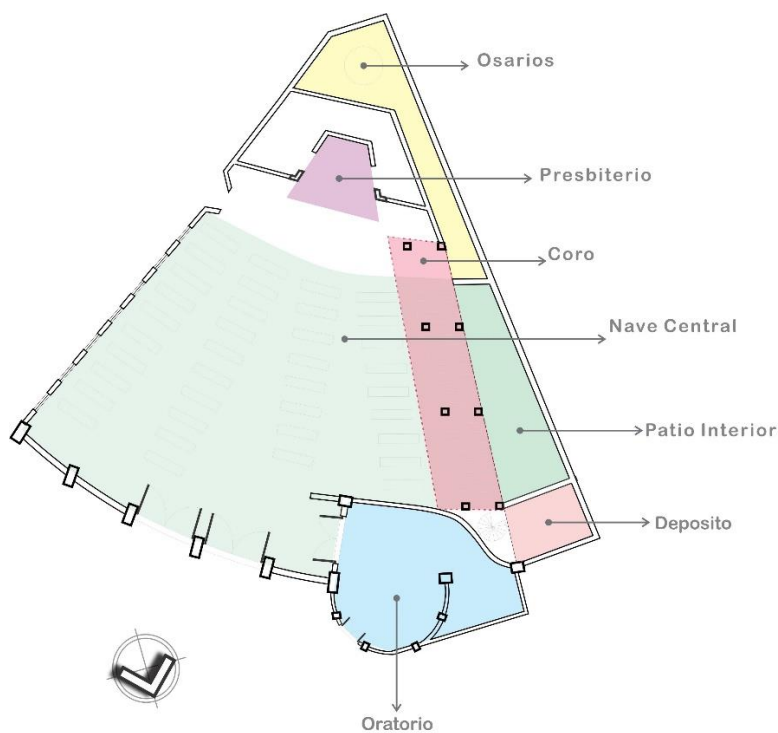 Osarios
Presbiterio
Coro
Nave Central
Patio Interior
Deposito
Oratorio